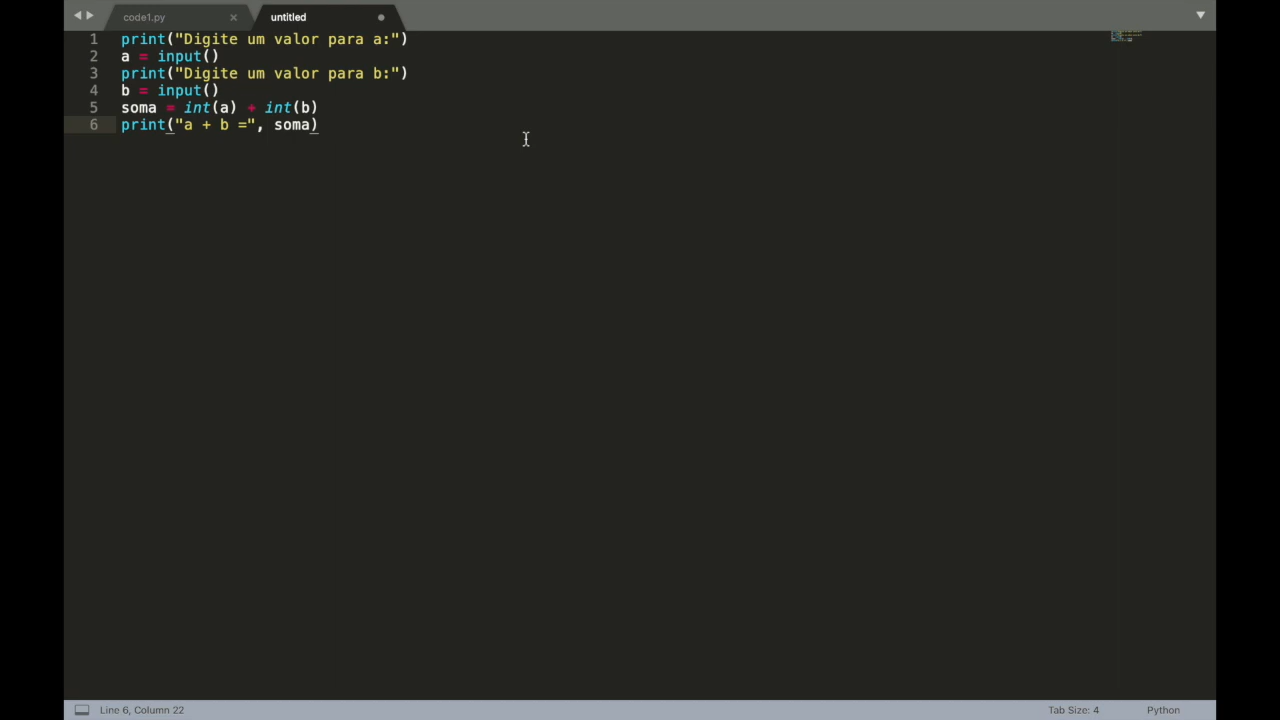 code1.py untitled
1 print("Digite um valor para a:")
2 a = input()
3 print("Digite um valor para b:")
4 b = input()
5 soma = int(a) + int(b)
6 print("a + b =", soma)
Line 6, Column 22 Tab Size: 4 Python